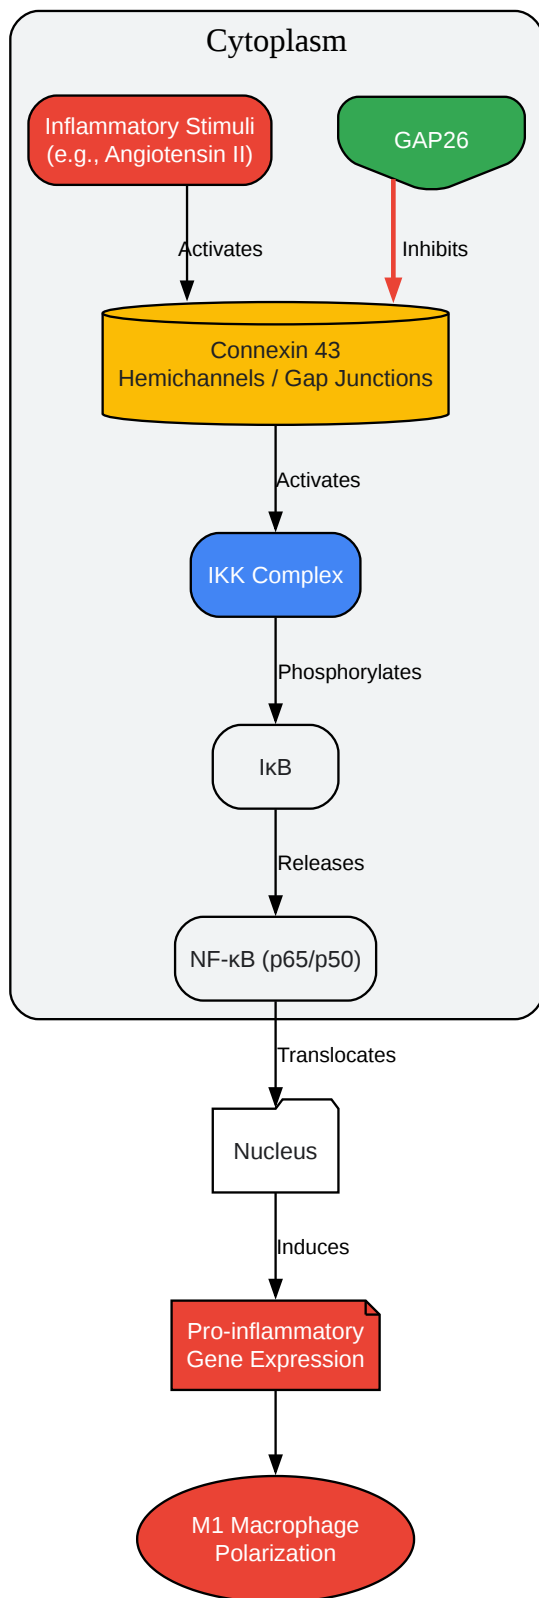 Cytoplasm
Inflammatory Stimuli
(e.g., Angiotensin II)
GAP26
Activates
Inhibits
Connexin 43
Hemichannels / Gap Junctions
Activates
IKK Complex
Phosphorylates
IκB
Releases
NF-κB (p65/p50)
Translocates
Nucleus
Induces
Pro-inflammatory
Gene Expression
M1 Macrophage
Polarization